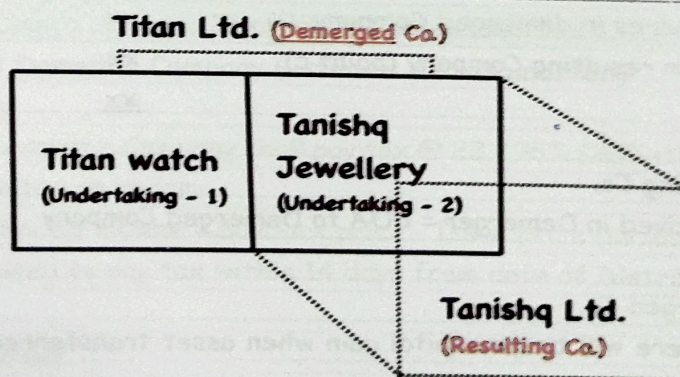 Titan Ltd. (Demerged Co.)
Titan watch
(Undertaking - 1)
Tanishq
Jewellery
(Undertaking - 2)
Tanishq Ltd.
(Resulting Co.)